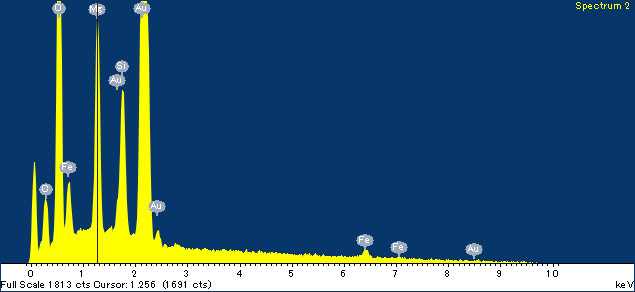 Spectrum 2
O Mg Au
Si
Au
Fe
O
Au
Fe Fe Au
0 1 2 3 4 5 6 7 8 9 10
Full Scale 1813 cts Cursor: 1.256 (1691 cts) keV